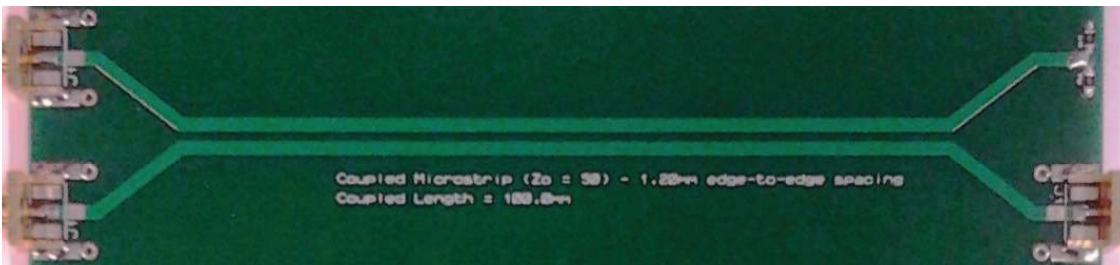 Coupled Microstrip (Zo = 50) - 1.20mm edge-to-edge spacing
Coupled Length = 100.0mm